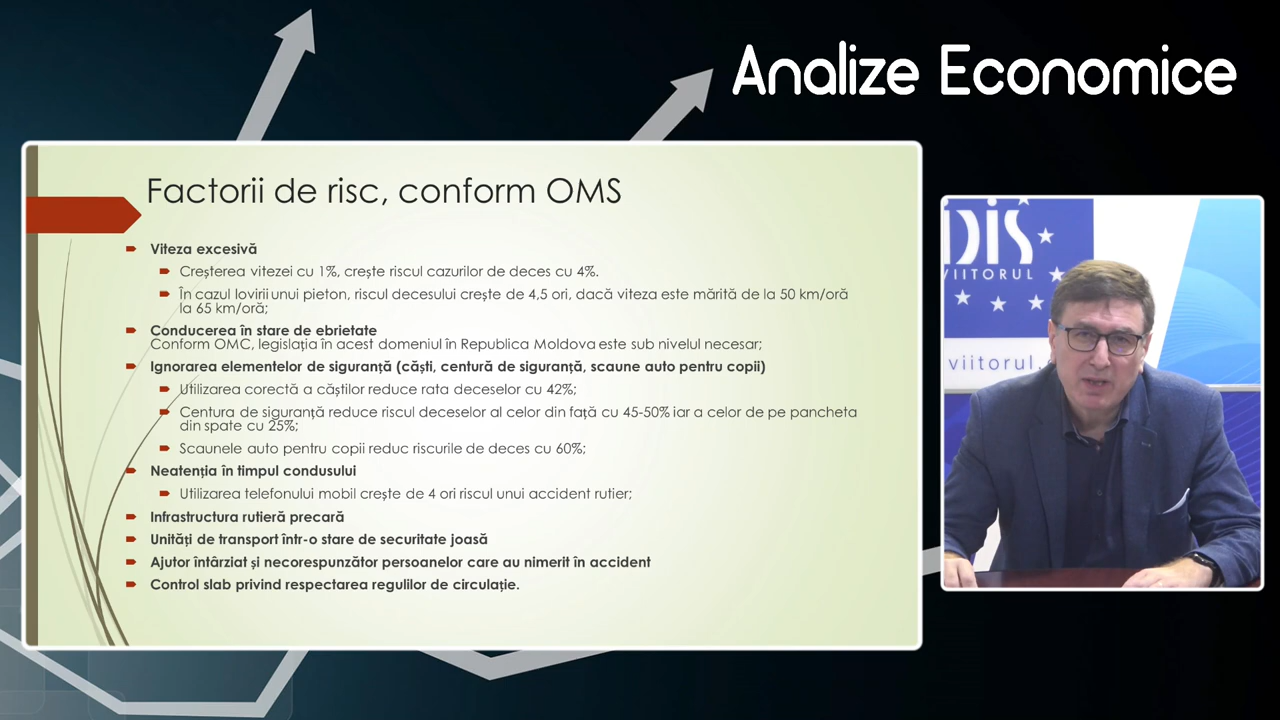 Analize Economice
Factorii de risc, conform OMS
Viteza excesivă
Creșterea vitezei cu 1%, crește riscul cazurilor de deces cu 4%.
În cazul lovirii unui pieton, riscul decesului crește de 4,5 ori, dacă viteza este mărită de la 50 km/oră
la 65 km/oră;
Conducerea în stare de ebrietate
Conform OMC, legislația în acest domeniul în Republica Moldova este sub nivelul necesar;
Ignorarea elementelor de siguranță (căști, centură de siguranță, scaune auto pentru copii)
Utilizarea corectă a căștilor reduce rata deceselor cu 42%;
Centura de siguranță reduce riscul deceselor al celor din față cu 45-50% iar a celor de pe pancheta
din spate cu 25%;
Scaunele auto pentru copii reduc riscurile de deces cu 60%;
Neatenția în timpul condusului
Utilizarea telefonului mobil crește de 4 ori riscul unui accident rutier;
Infrastructura rutieră precară
Unități de transport într-o stare de securitate joasă
Ajutor întârziat și necorespunzător persoanelor care au nimerit în accident
Control slab privind respectarea regulilor de circulație.
IDIS
VIITORUL
viitorul.